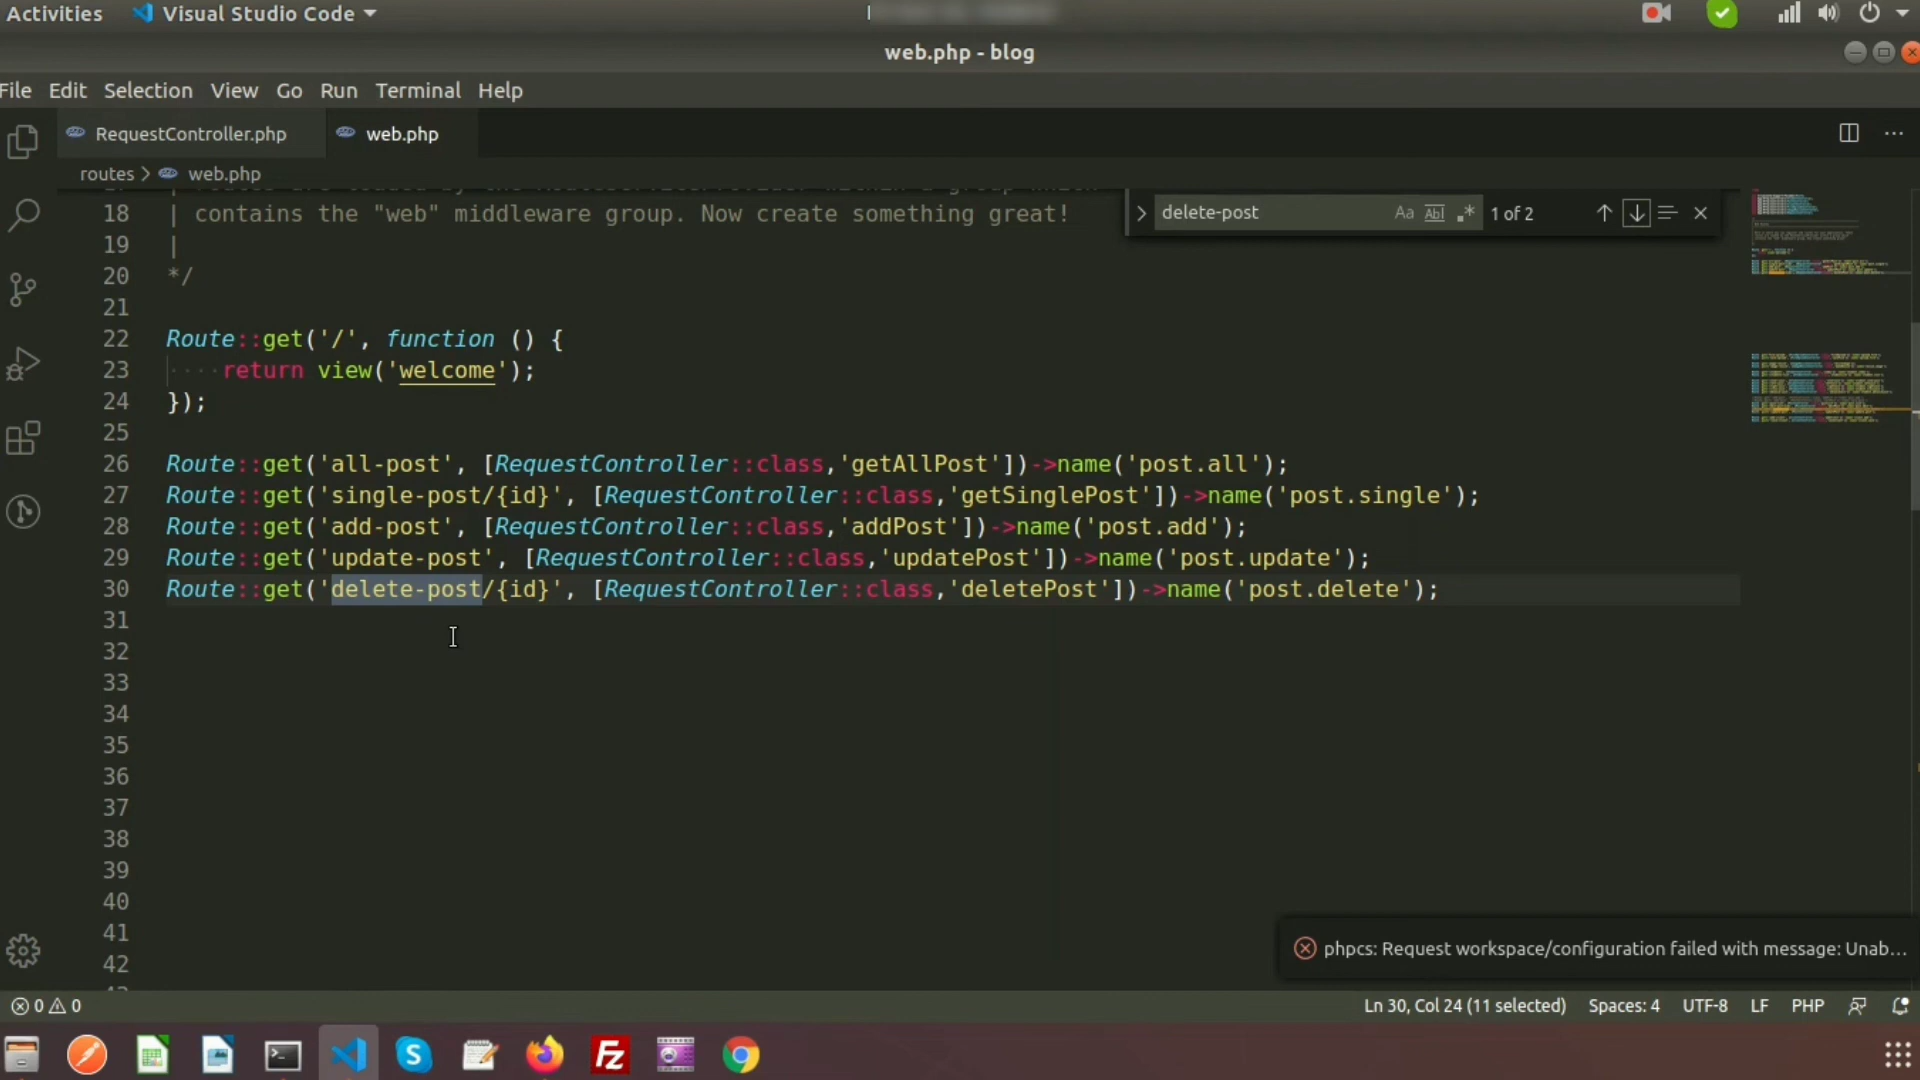 Activities Visual Studio Code
web.php - blog
File Edit Selection View Go Run Terminal Help
RequestController.php web.php
routes > web.php
18 | contains the "web" middleware group. Now create something great!
delete-post Aa Abl .* 1 of 2
19 |
20 */
21
22 Route::get('/', function () {
23 ····return view('welcome');
24 });
25
26 Route::get('all-post', [RequestController::class,'getAllPost'])->name('post.all');
27 Route::get('single-post/{id}', [RequestController::class,'getSinglePost'])->name('post.single');
28 Route::get('add-post', [RequestController::class,'addPost'])->name('post.add');
29 Route::get('update-post', [RequestController::class,'updatePost'])->name('post.update');
30 Route::get('delete-post/{id}', [RequestController::class,'deletePost'])->name('post.delete');
31
32
33
34
35
36
37
38
39
40
41
42
phpcs: Request workspace/configuration failed with message: Unab...
0 0 Ln 30, Col 24 (11 selected) Spaces: 4 UTF-8 LF PHP
Fz